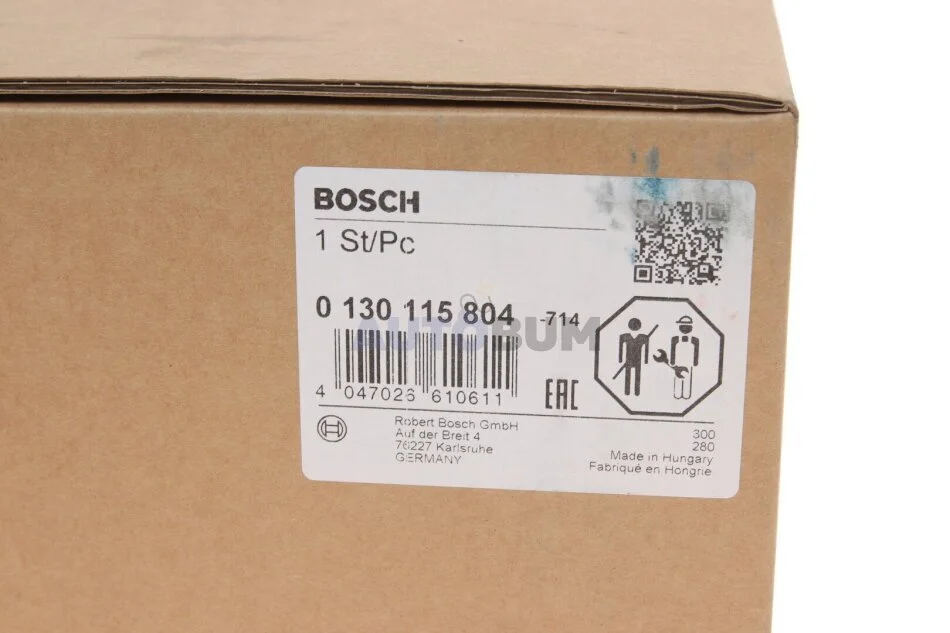 BOSCH
1 St/Pc
0 130 115 804 -714
AUTOBUM
4 047026 610611
EAC
Robert Bosch GmbH
Auf der Breit 4
76227 Karlsruhe
GERMANY
300
280
Made in Hungary
Fabriqué en Hongrie